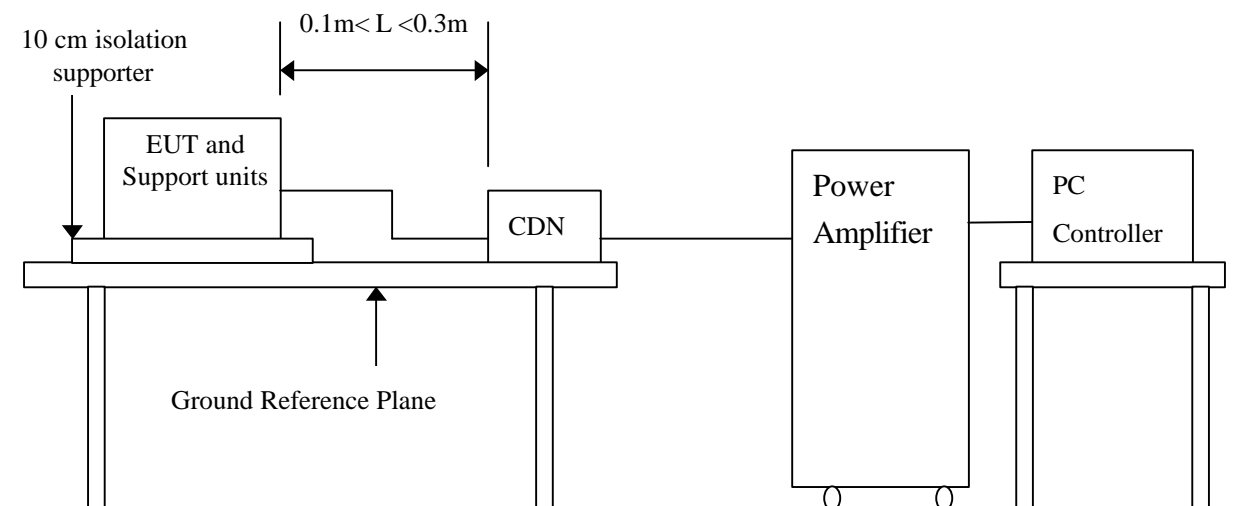 0.1m< L <0.3m
10 cm isolation
supporter
EUT and
Support units
CDN
Power
Amplifier
PC
Controller
Ground Reference Plane